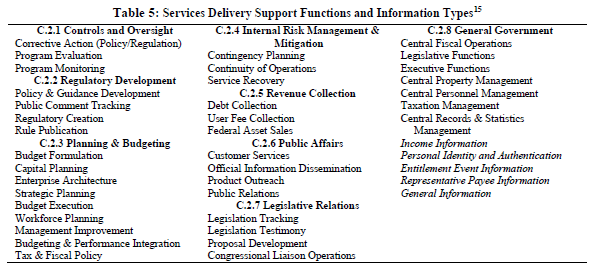 Table 5: Services Delivery Support Functions and Information Types15
C.2.1 Controls and Oversight
Corrective Action (Policy/Regulation)
Program Evaluation
Program Monitoring
C.2.2 Regulatory Development
Policy & Guidance Development
Public Comment Tracking
Regulatory Creation
Rule Publication
C.2.3 Planning & Budgeting
Budget Formulation
Capital Planning
Enterprise Architecture
Strategic Planning
Budget Execution
Workforce Planning
Management Improvement
Budgeting & Performance Integration
Tax & Fiscal Policy
C.2.4 Internal Risk Management &
Mitigation
Contingency Planning
Continuity of Operations
Service Recovery
C.2.5 Revenue Collection
Debt Collection
User Fee Collection
Federal Asset Sales
C.2.6 Public Affairs
Customer Services
Official Information Dissemination
Product Outreach
Public Relations
C.2.7 Legislative Relations
Legislation Tracking
Legislation Testimony
Proposal Development
Congressional Liaison Operations
C.2.8 General Government
Central Fiscal Operations
Legislative Functions
Executive Functions
Central Property Management
Central Personnel Management
Taxation Management
Central Records & Statistics
Management
Income Information
Personal Identity and Authentication
Entitlement Event Information
Representative Payee Information
General Information